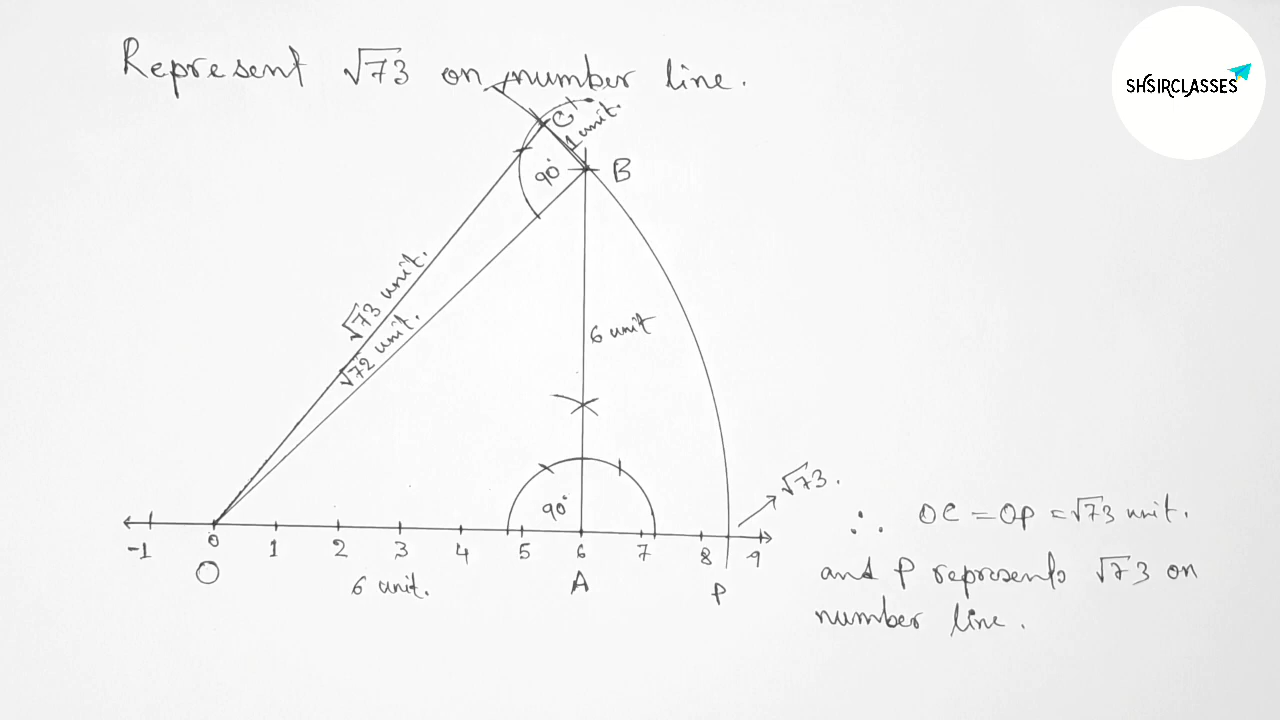 Represent √73 on number line.
SHSIRCLASSES
C
1 unit.
90°
B
√73 unit.
√72 unit.
6 unit
90°
√73.
-1 0 1 2 3 4 5 6 7 8 9
O 6 unit. A P
∴ OC = OP = √73 unit.
and P represents √73 on
number line.